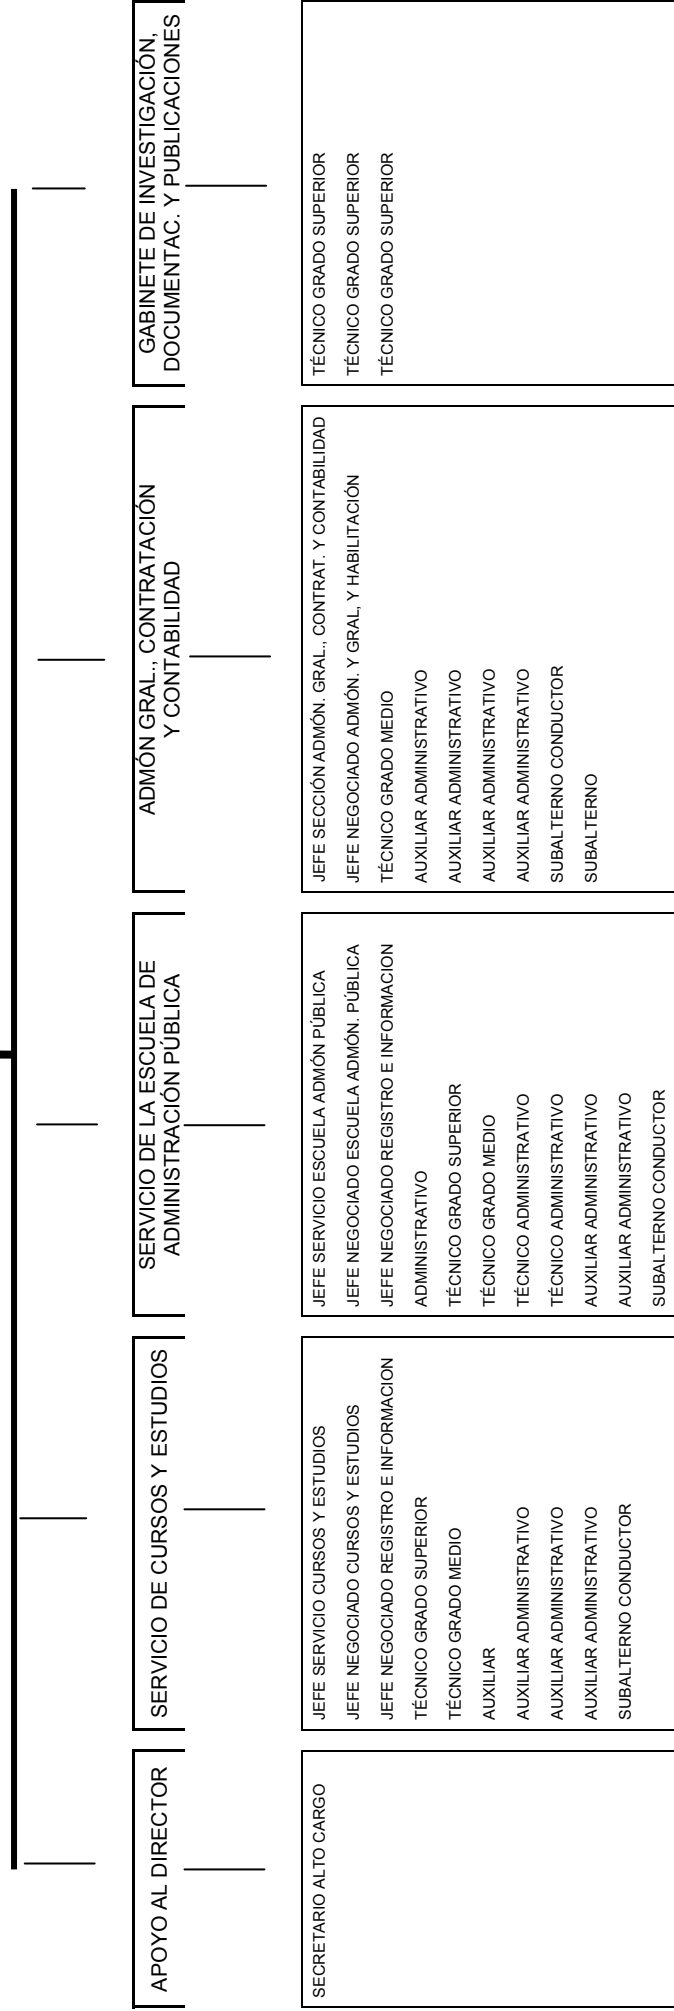 APOYO AL DIRECTOR
SECRETARIO ALTO CARGO
SERVICIO DE CURSOS Y ESTUDIOS
JEFE SERVICIO CURSOS Y ESTUDIOS
JEFE NEGOCIADO CURSOS Y ESTUDIOS
JEFE NEGOCIADO REGISTRO E INFORMACION
TÉCNICO GRADO SUPERIOR
TÉCNICO GRADO MEDIO
AUXILIAR
AUXILIAR ADMINISTRATIVO
AUXILIAR ADMINISTRATIVO
AUXILIAR ADMINISTRATIVO
SUBALTERNO CONDUCTOR
SERVICIO DE LA ESCUELA DE
ADMINISTRACIÓN PÚBLICA
JEFE SERVICIO ESCUELA ADMÓN PÚBLICA
JEFE NEGOCIADO ESCUELA ADMÓN. PÚBLICA
JEFE NEGOCIADO REGISTRO E INFORMACION
ADMINISTRATIVO
TÉCNICO GRADO SUPERIOR
TÉCNICO GRADO MEDIO
TÉCNICO ADMINISTRATIVO
TÉCNICO ADMINISTRATIVO
AUXILIAR ADMINISTRATIVO
AUXILIAR ADMINISTRATIVO
SUBALTERNO CONDUCTOR
ADMÓN GRAL., CONTRATACIÓN
Y CONTABILIDAD
JEFE SECCIÓN ADMÓN. GRAL., CONTRAT. Y CONTABILIDAD
JEFE NEGOCIADO ADMÓN. Y GRAL, Y HABILITACIÓN
TÉCNICO GRADO MEDIO
AUXILIAR ADMINISTRATIVO
AUXILIAR ADMINISTRATIVO
AUXILIAR ADMINISTRATIVO
AUXILIAR ADMINISTRATIVO
SUBALTERNO CONDUCTOR
SUBALTERNO
GABINETE DE INVESTIGACIÓN,
DOCUMENTAC. Y PUBLICACIONES
TÉCNICO GRADO SUPERIOR
TÉCNICO GRADO SUPERIOR
TÉCNICO GRADO SUPERIOR